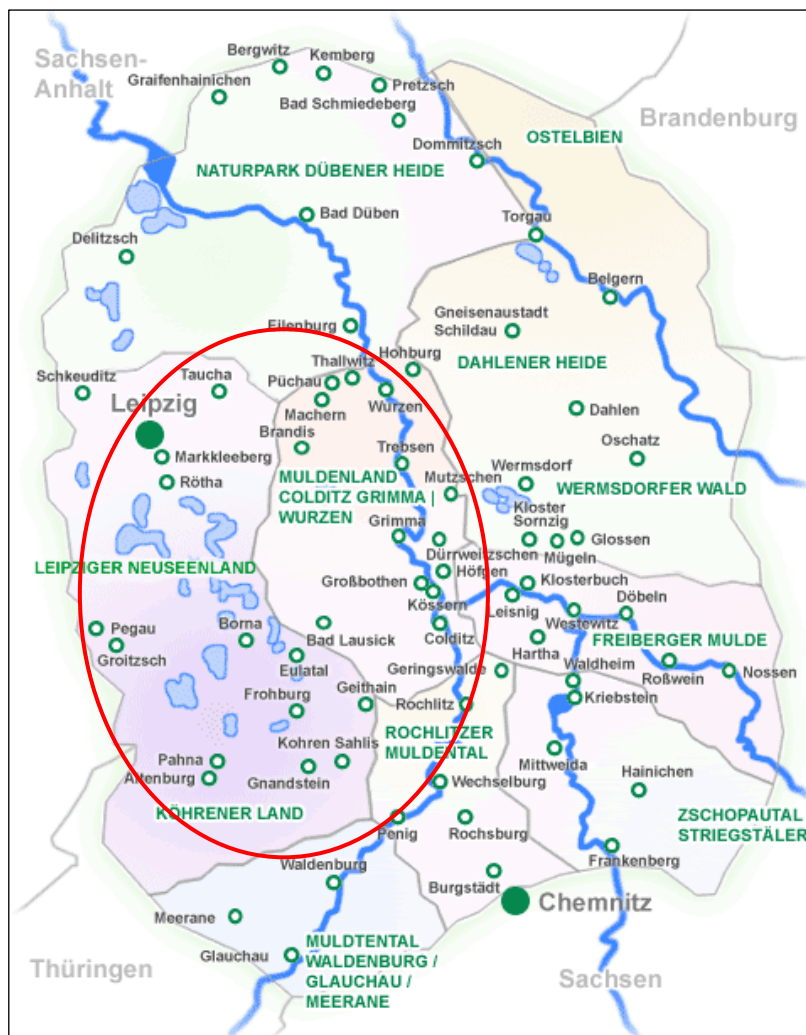 Sachsen-
Anhalt
Bergwitz
Kemberg
Graifenhainichen
Pretzsch
Bad Schmiedeberg
Brandenburg
OSTELBIEN
Dommitzsch
NATURPARK DÜBENER HEIDE
Bad Düben
Torgau
Delitzsch
Belgern
Gneisenaustadt
Schildau
Eilenburg
Hohburg
DAHLENER HEIDE
Thallwitz
Schkeuditz
Taucha
Püchau
Wurzen
Leipzig
Machern
Dahlen
Brandis
Trebsen
Oschatz
Markkleeberg
Rötha
MULDENLAND
COLDITZ GRIMMA |
WURZEN
Mutzschen
Wermsdorf
WERMSDORFER WALD
Kloster
Sornzig
Grimma
Mügeln
Glossen
LEIPZIGER NEUSEENLAND
Dürrweitzschen
Höfgen
Großbothen
Kössern
Klosterbuch
Leisnig
Döbeln
Westewitz
Pegau
Borna
Bad Lausick
Colditz
FREIBERGER MULDE
Groitzsch
Hartha
Eulatal
Geringswalde
Waldheim
Roßwein
Nossen
Frohburg
Geithain
Rochlitz
Kriebstein
ROCHLITZER
MULDENTAL
Kohren Sahlis
Pahna
Mittweida
Altenburg
Gnandstein
Wechselburg
Hainichen
KÖHRENER LAND
Penig
Rochsburg
ZSCHOPAUTAL
STRIEGSTÄLER
Frankenberg
Waldenburg
Burgstädt
Chemnitz
Meerane
Glauchau
MULDTENTAL
WALDENBURG /
GLAUCHAU /
MEERANE
Thüringen
Sachsen